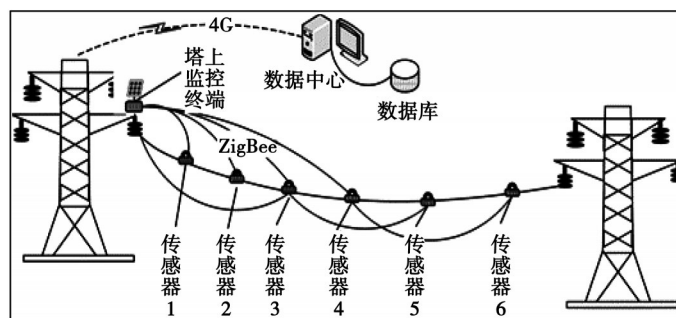 4G
塔上
监控
终端
数据中心
数据库
ZigBee
传感器1
传感器2
传感器3
传感器4
传感器5
传感器6